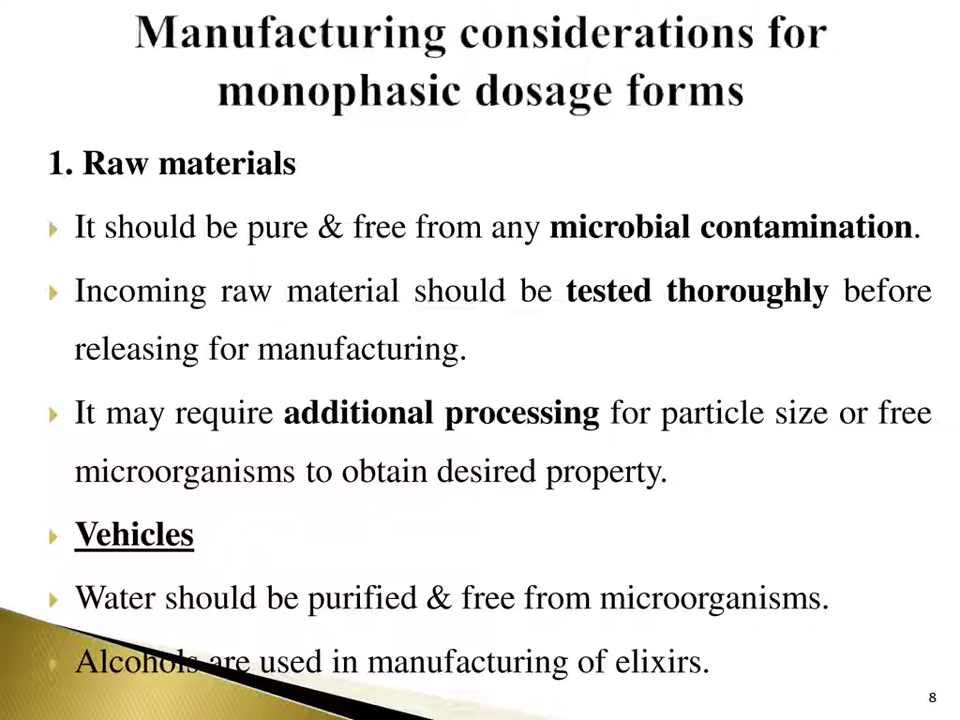 Manufacturing considerations for
monophasic dosage forms
1. Raw materials
It should be pure & free from any microbial contamination.
Incoming raw material should be tested thoroughly before
releasing for manufacturing.
It may require additional processing for particle size or free
microorganisms to obtain desired property.
Vehicles
Water should be purified & free from microorganisms.
Alcohols are used in manufacturing of elixirs.
8